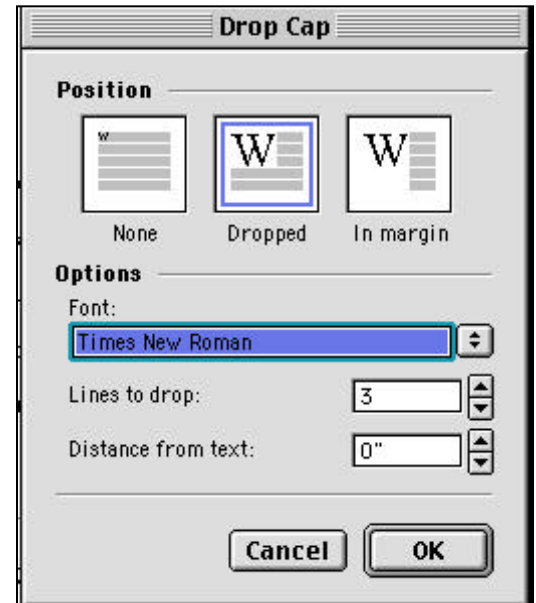 Drop Cap
Position
W W W
None Dropped In margin
Options
Font:
Times New Roman
Lines to drop: 3
Distance from text: 0"
Cancel OK